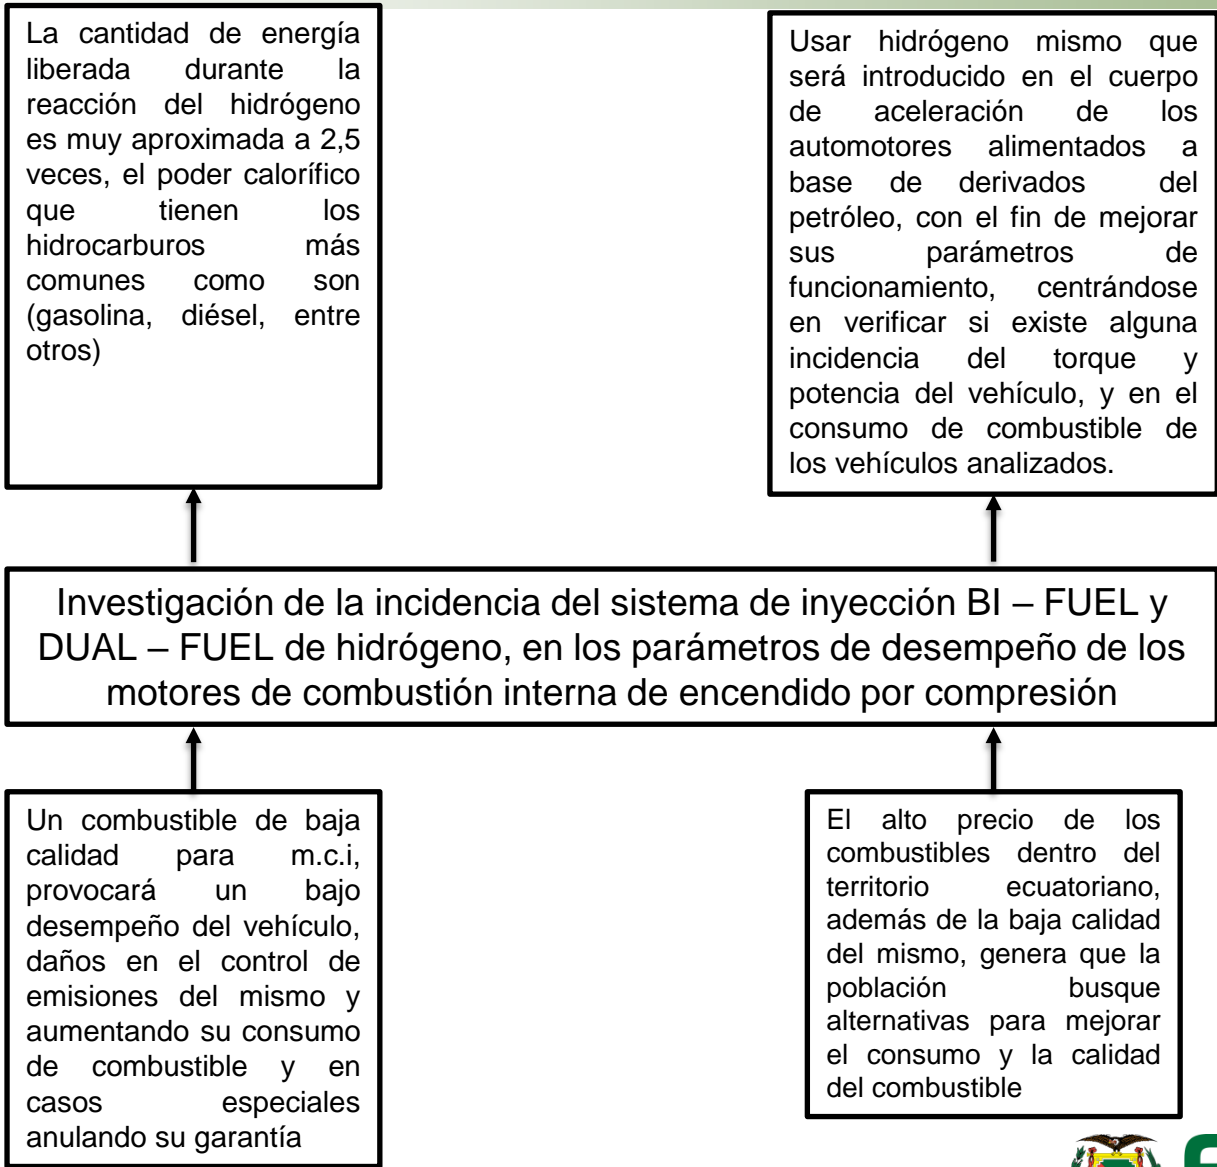 La cantidad de energía
liberada durante la
reacción del hidrógeno
es muy aproximada a 2,5
veces, el poder calorífico
que tienen los
hidrocarburos más
comunes como son
(gasolina, diésel, entre
otros)
Usar hidrógeno mismo que
será introducido en el cuerpo
de aceleración de los
automotores alimentados a
base de derivados del
petróleo, con el fin de mejorar
sus parámetros de
funcionamiento, centrándose
en verificar si existe alguna
incidencia del torque y
potencia del vehículo, y en el
consumo de combustible de
los vehículos analizados.
Investigación de la incidencia del sistema de inyección BI – FUEL y
DUAL – FUEL de hidrógeno, en los parámetros de desempeño de los
motores de combustión interna de encendido por compresión
Un combustible de baja
calidad para m.c.i,
provocará un bajo
desempeño del vehículo,
daños en el control de
emisiones del mismo y
aumentando su consumo
de combustible y en
casos especiales
anulando su garantía
El alto precio de los
combustibles dentro del
territorio ecuatoriano,
además de la baja calidad
del mismo, genera que la
población busque
alternativas para mejorar
el consumo y la calidad
del combustible